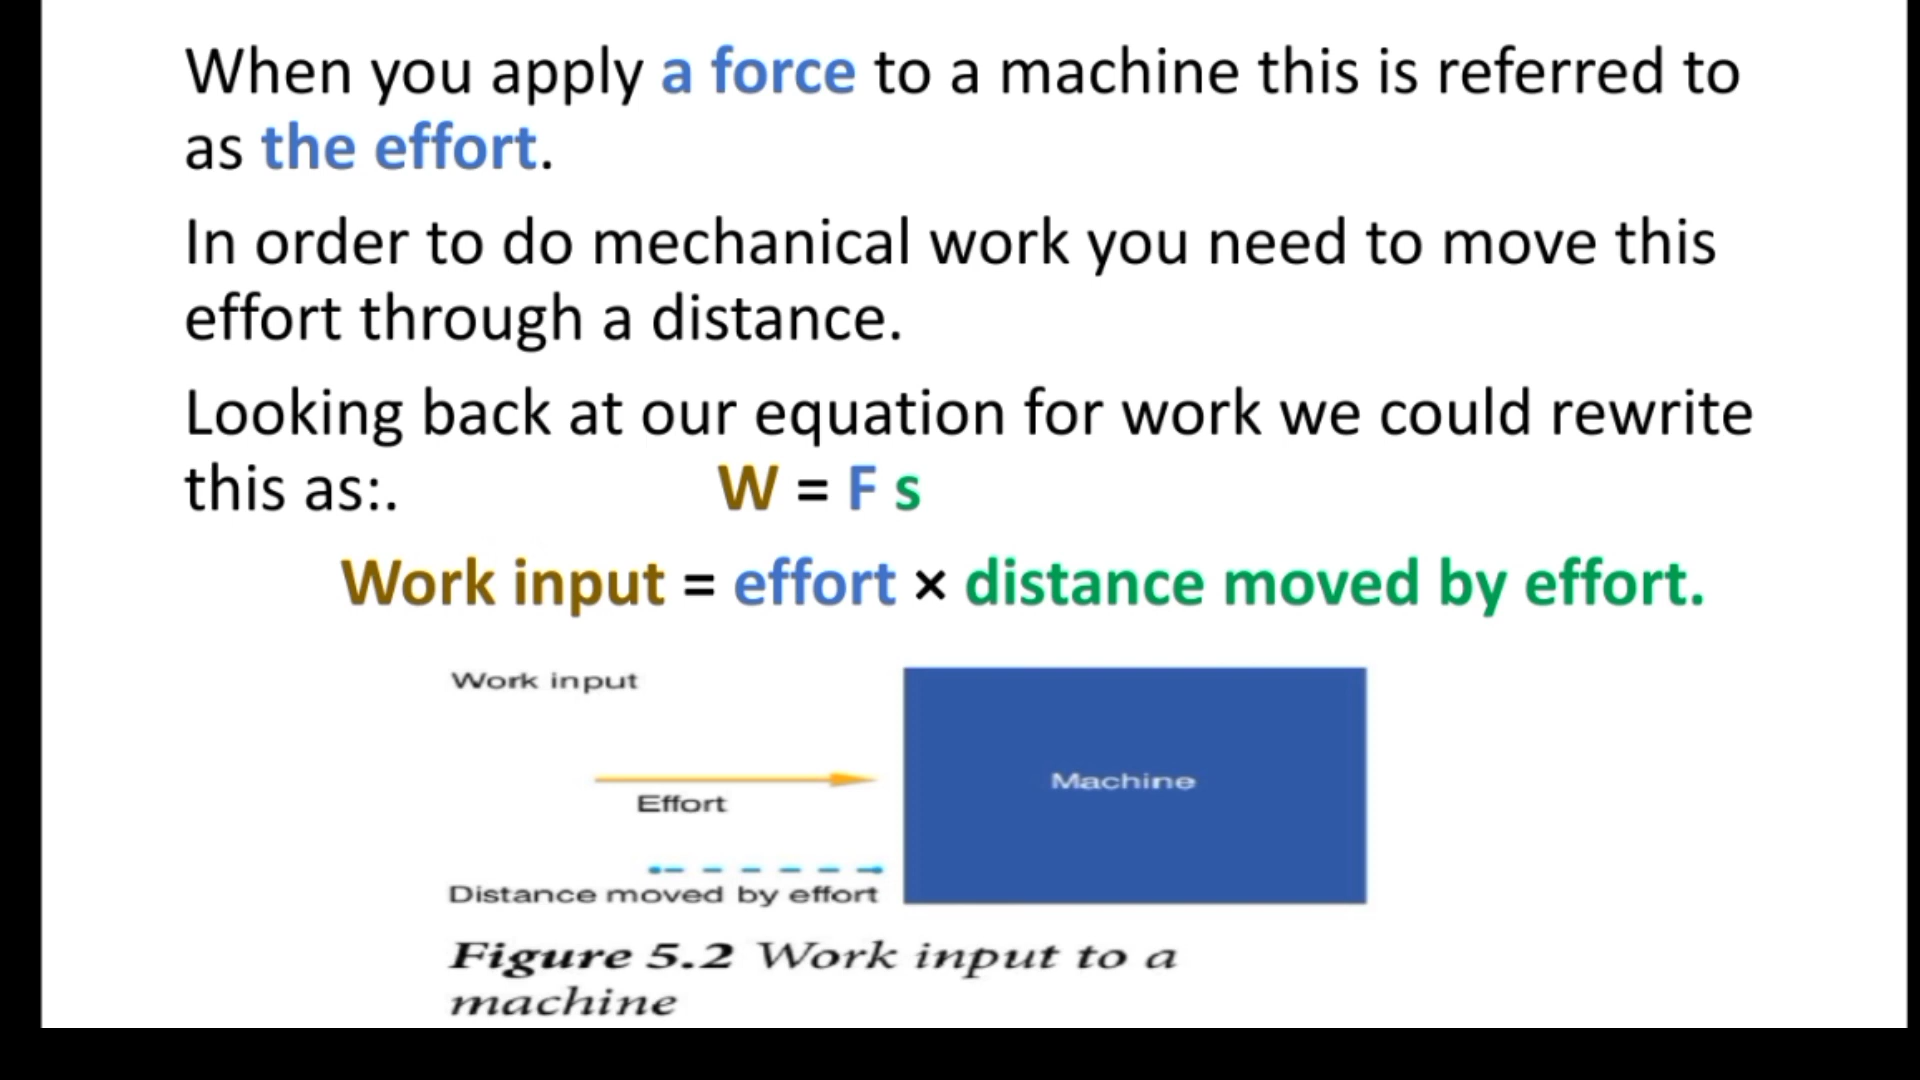 When you apply a force to a machine this is referred to
as the effort.
In order to do mechanical work you need to move this
effort through a distance.
Looking back at our equation for work we could rewrite
this as:. W = F s
Work input = effort × distance moved by effort.
Work input
Machine
Effort
Distance moved by effort
Figure 5.2 Work input to a
machine